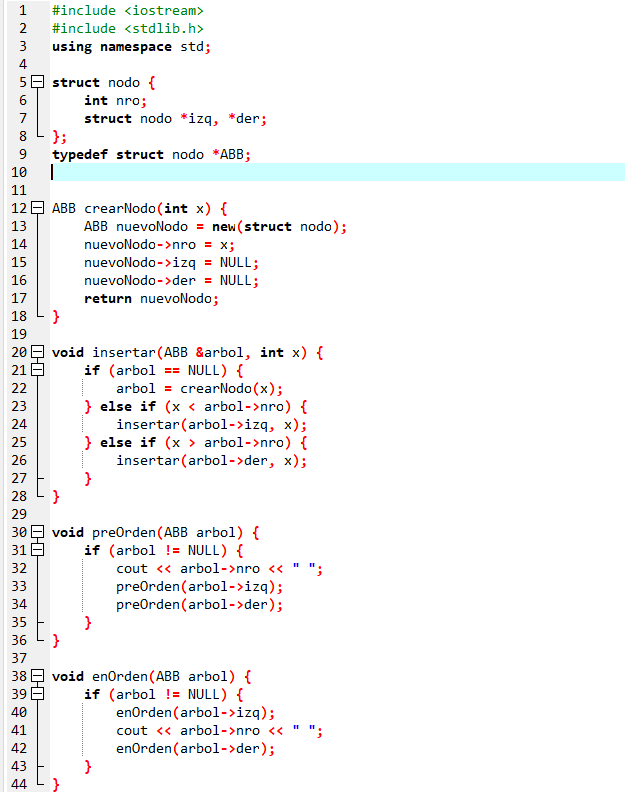 1 #include <iostream>
2 #include <stdlib.h>
3 using namespace std;
4
5 struct nodo {
6     int nro;
7     struct nodo *izq, *der;
8 };
9 typedef struct nodo *ABB;
10
11
12 ABB crearNodo(int x) {
13     ABB nuevoNodo = new(struct nodo);
14     nuevoNodo->nro = x;
15     nuevoNodo->izq = NULL;
16     nuevoNodo->der = NULL;
17     return nuevoNodo;
18 }
19
20 void insertar(ABB &arbol, int x) {
21     if (arbol == NULL) {
22         arbol = crearNodo(x);
23     } else if (x < arbol->nro) {
24         insertar(arbol->izq, x);
25     } else if (x > arbol->nro) {
26         insertar(arbol->der, x);
27     }
28 }
29
30 void preOrden(ABB arbol) {
31     if (arbol != NULL) {
32         cout << arbol->nro << " ";
33         preOrden(arbol->izq);
34         preOrden(arbol->der);
35     }
36 }
37
38 void enOrden(ABB arbol) {
39     if (arbol != NULL) {
40         enOrden(arbol->izq);
41         cout << arbol->nro << " ";
42         enOrden(arbol->der);
43     }
44 }